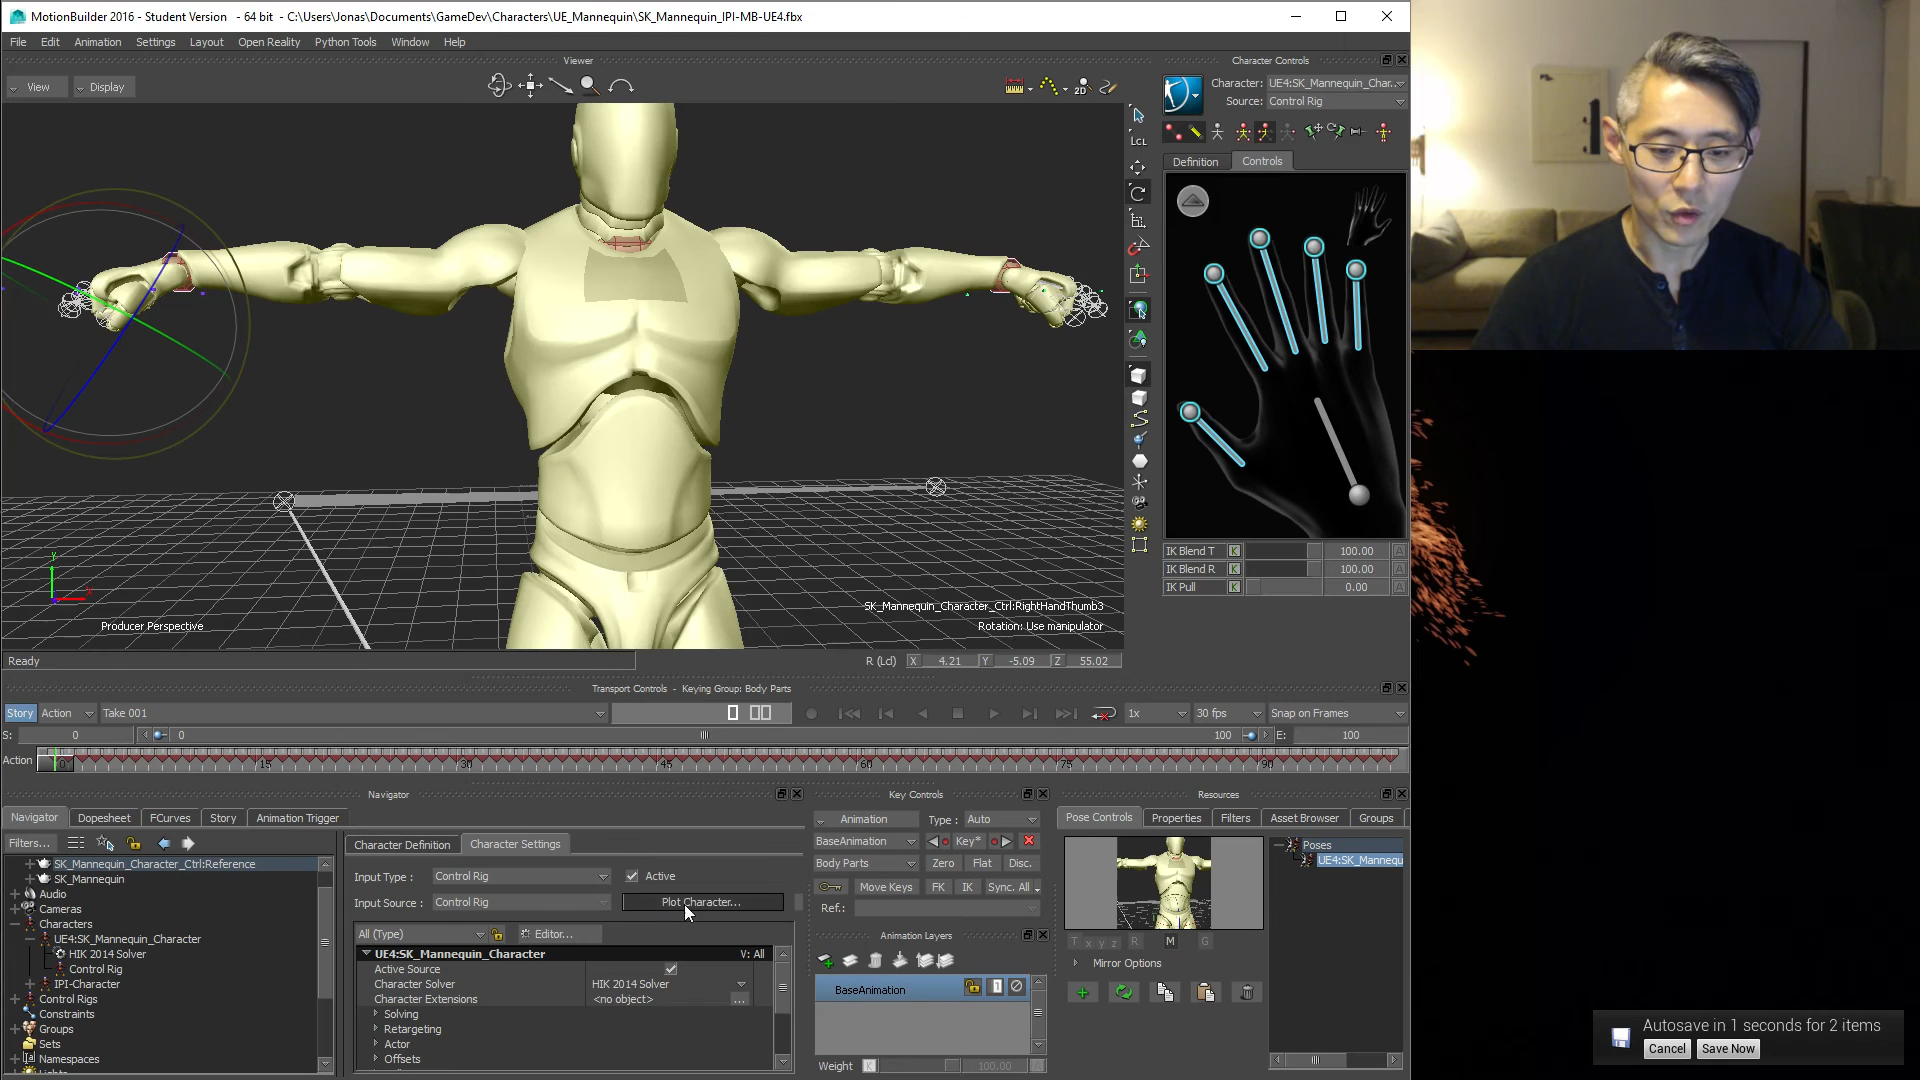 MotionBuilder 2016 - Student Version - 64 bit - C:\Users\Jonas\Documents\GameDev\Characters\UE_Mannequin\SK_Mannequin_IPI-MB-UE4.fbx
File Edit Animation Settings Layout Open Reality Python Tools Window Help
Viewer
View Display
2D
LCL
SK_Mannequin_Character_Ctrl:RightHandThumb3
Producer Perspective
Rotation: Use manipulator
Ready
R (Lcl) X 4.21 Y -5.09 Z 55.02
Character Controls
Character: UE4:SK_Mannequin_Char...
Source: Control Rig
Definition Controls
IK Blend T K 100.00 A
IK Blend R K 100.00 A
IK Pull K 0.00 A
Transport Controls - Keying Group: Body Parts
Story Action Take 001 1x 30 fps Snap on Frames
S: 0 0 100 E: 100
Action 0 15 30 45 60 75 90
Navigator
Navigator Dopesheet FCurves Story Animation Trigger
Filters...
SK_Mannequin_Character_Ctrl:Reference
SK_Mannequin
Audio
Cameras
Characters
UE4:SK_Mannequin_Character
HIK 2014 Solver
Control Rig
IPI-Character
Control Rigs
Constraints
Groups
Sets
Namespaces
Lights
Character Definition Character Settings
Input Type : Control Rig Active
Input Source : Control Rig Plot Character...
All (Type) Editor...
UE4:SK_Mannequin_Character V: All
Active Source
Character Solver HIK 2014 Solver
Character Extensions <no object> ...
Solving
Retargeting
Actor
Offsets
Key Controls
Animation Type : Auto
BaseAnimation Key*
Body Parts Zero Flat Disc.
Move Keys FK IK Sync. All
Ref.:
Animation Layers
BaseAnimation 1
Weight K 100.00 A
Resources
Pose Controls Properties Filters Asset Browser Groups
T x y z R M G
Mirror Options
Poses
UE4:SK_Mannequ
Autosave in 1 seconds for 2 items
Cancel Save Now